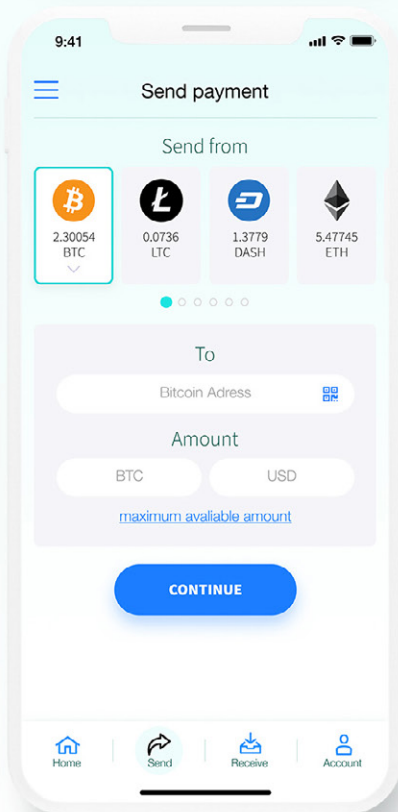 9:41
Send payment
Send from
2.30054 0.0736 1.3779 5.47745
BTC LTC DASH ETH
To
Bitcoin Adress
Amount
BTC USD
maximum avaliable amount
CONTINUE
Home Send Receive Account